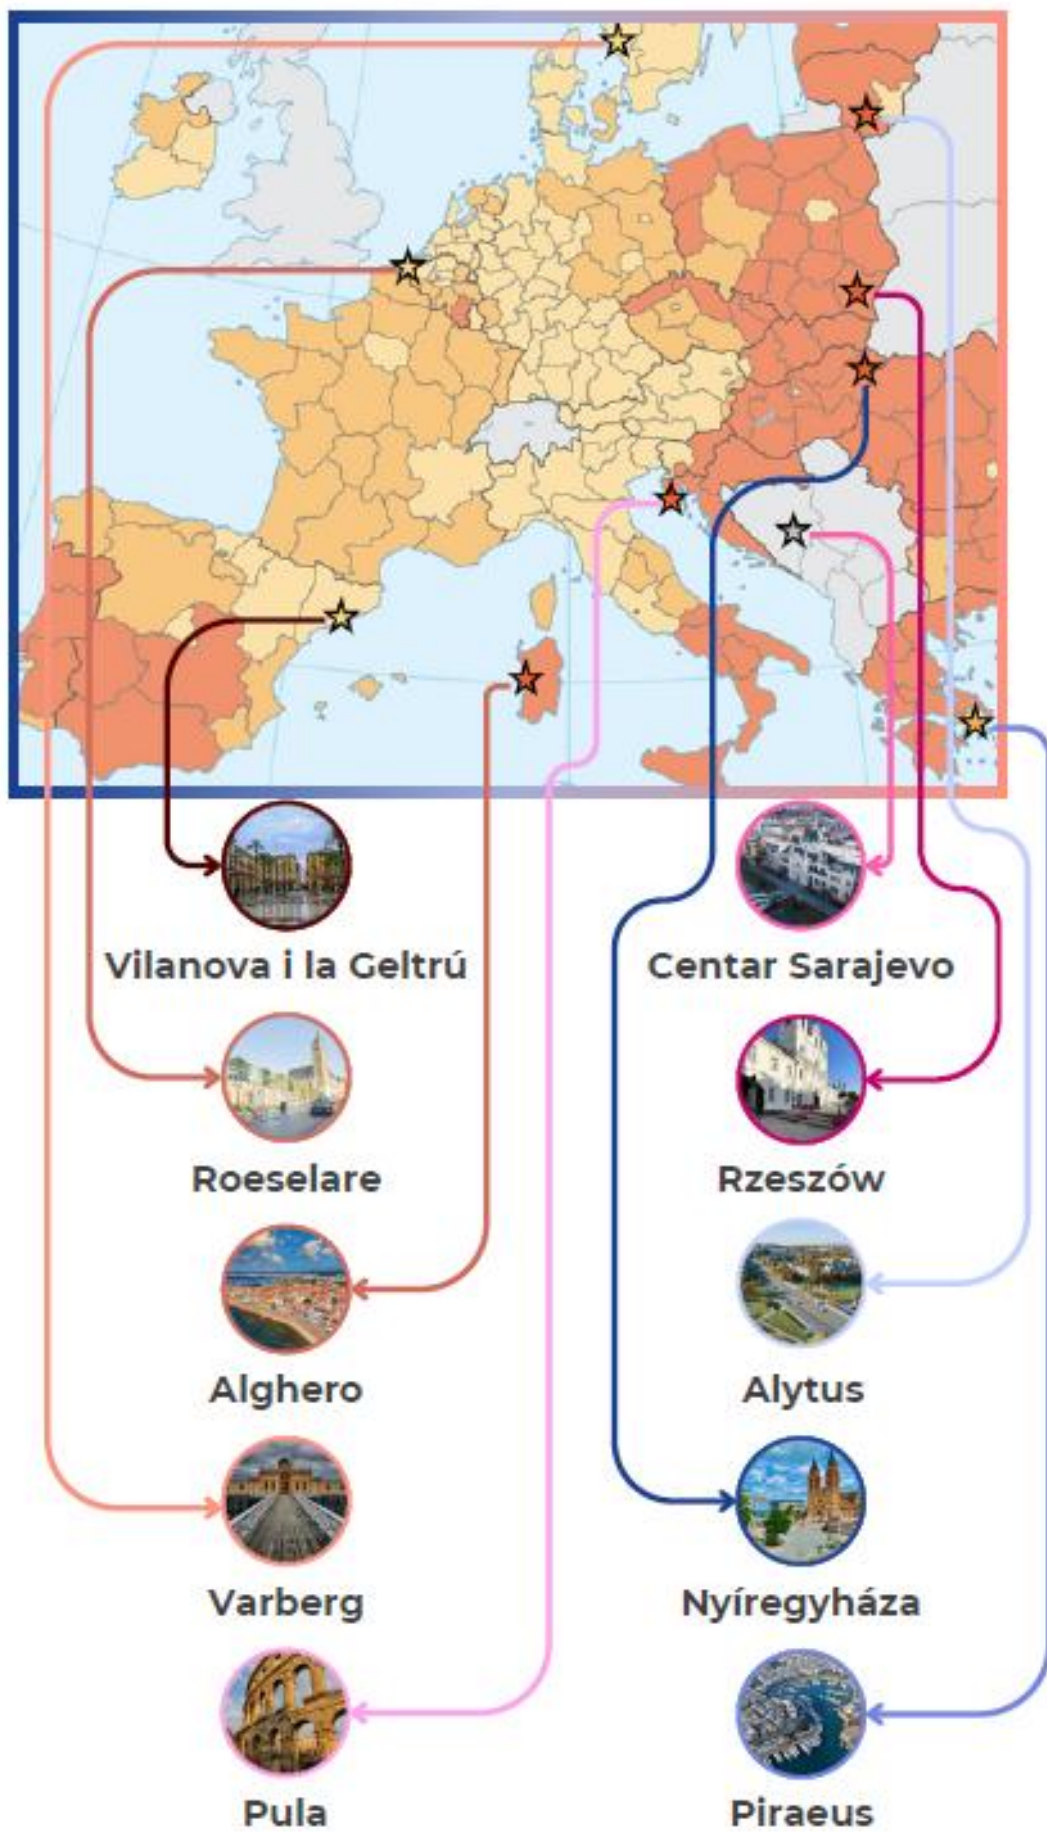 Vilanova i la Geltrú
Centar Sarajevo
Roeselare
Rzeszów
Alghero
Alytus
Varberg
Nyíregyháza
Pula
Piraeus